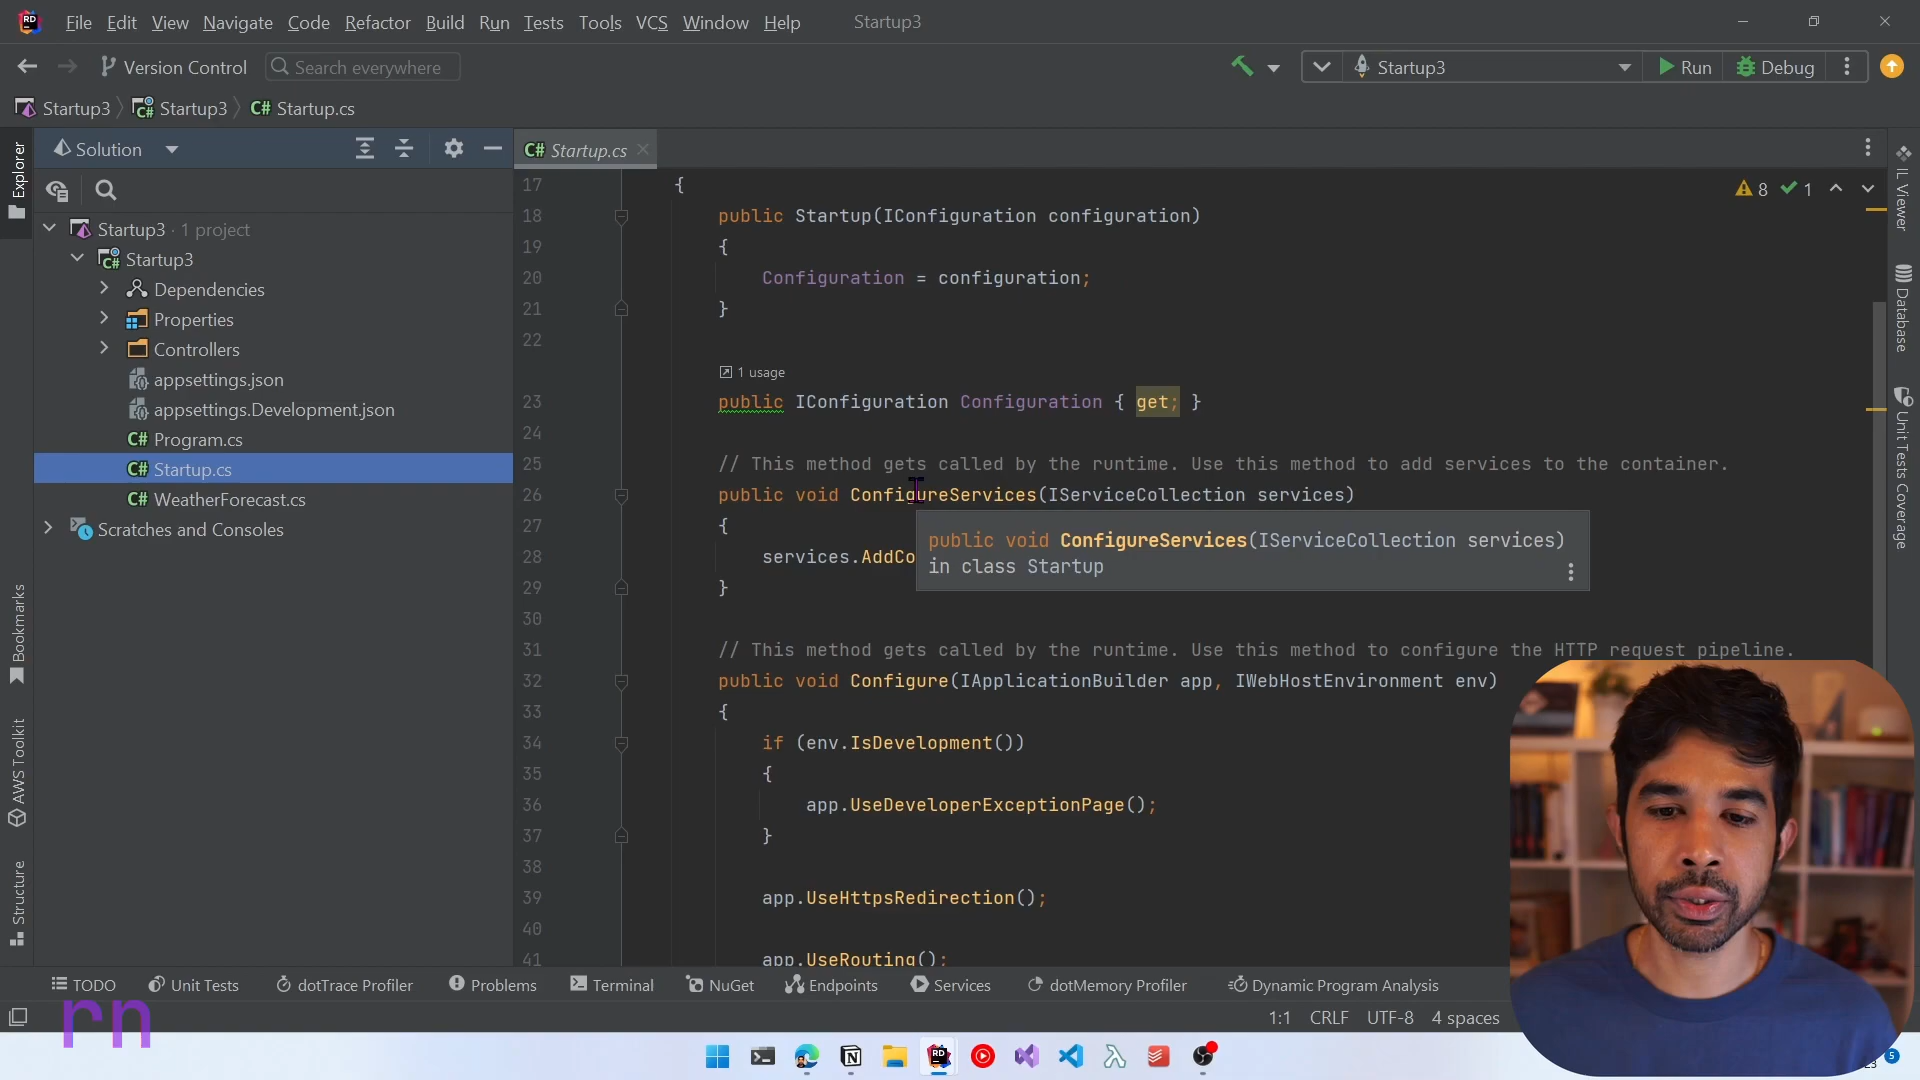 RD File Edit View Navigate Code Refactor Build Run Tests Tools VCS Window Help Startup3
Version Control Search everywhere Startup3 Run Debug
Startup3 Startup3 C# Startup.cs
Explorer
Solution
C# Startup.cs
Startup3 · 1 project
Startup3
Dependencies
Properties
Controllers
appsettings.json
appsettings.Development.json
C# Program.cs
C# Startup.cs
C# WeatherForecast.cs
Scratches and Consoles
Bookmarks
AWS Toolkit
Structure
8 1
17 {
18 public Startup(IConfiguration configuration)
19 {
20 Configuration = configuration;
21 }
22
1 usage
23 public IConfiguration Configuration { get; }
24
25 // This method gets called by the runtime. Use this method to add services to the container.
26 public void ConfigureServices(IServiceCollection services)
27 {
public void ConfigureServices(IServiceCollection services)
in class Startup
28 services.AddCo
29 }
30
31 // This method gets called by the runtime. Use this method to configure the HTTP request pipeline.
32 public void Configure(IApplicationBuilder app, IWebHostEnvironment env)
33 {
34 if (env.IsDevelopment())
35 {
36 app.UseDeveloperExceptionPage();
37 }
38
39 app.UseHttpsRedirection();
40
41 app.UseRouting();
IL Viewer
Database
Unit Tests Coverage
TODO Unit Tests dotTrace Profiler Problems Terminal NuGet Endpoints Services dotMemory Profiler Dynamic Program Analysis
rn
1:1 CRLF UTF-8 4 spaces
RD
23 5